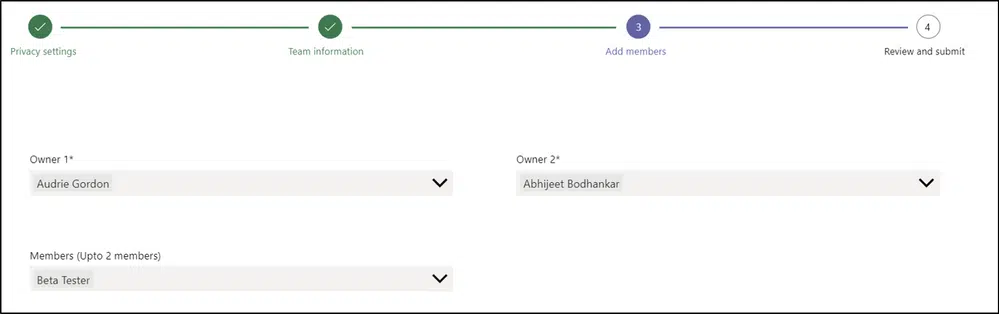 3
4
Privacy settings
Team information
Add members
Review and submit
Owner 1*
Owner 2*
Audrie Gordon
Abhijeet Bodhankar
Members (Upto 2 members)
Beta Tester